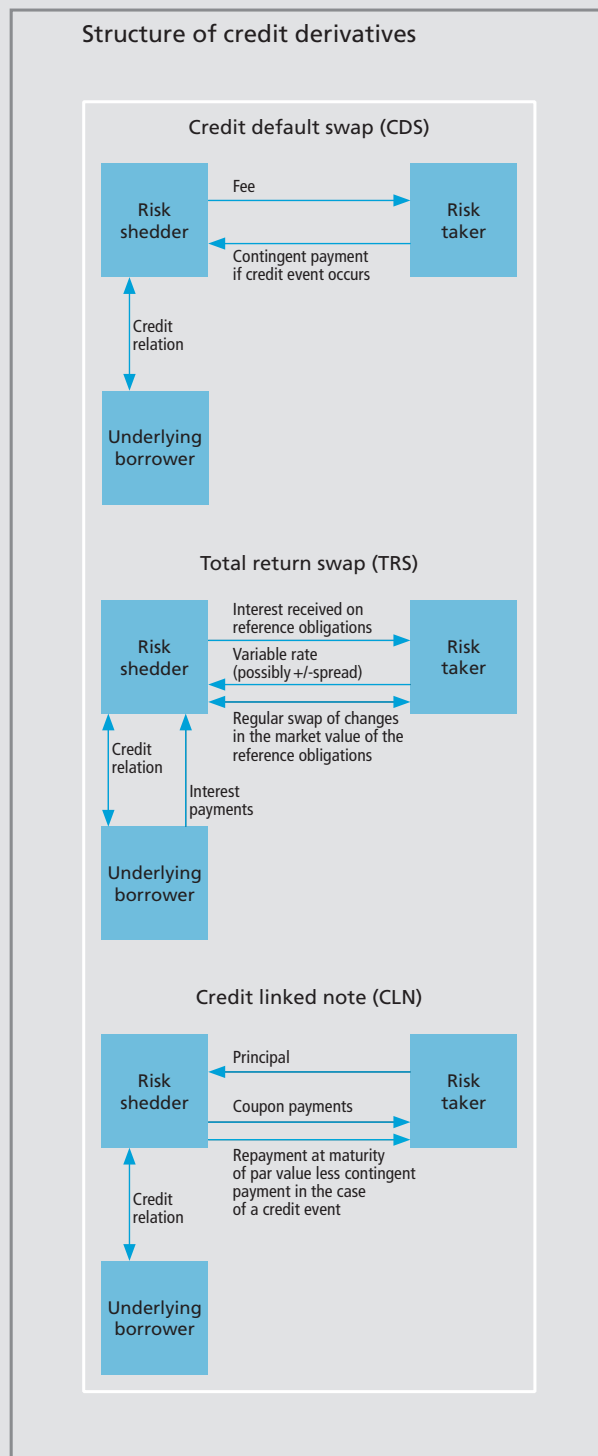 Structure of credit derivatives
Credit default swap (CDS)
Risk
shedder
Fee
Contingent payment
if credit event occurs
Risk
taker
Credit
relation
Underlying
borrower
Total return swap (TRS)
Risk
shedder
Interest received on
reference obligations
Variable rate
(possibly +/-spread)
Regular swap of changes
in the market value of the
reference obligations
Risk
taker
Credit
relation
Interest
payments
Underlying
borrower
Credit linked note (CLN)
Risk
shedder
Principal
Coupon payments
Repayment at maturity
of par value less contingent
payment in the case
of a credit event
Risk
taker
Credit
relation
Underlying
borrower